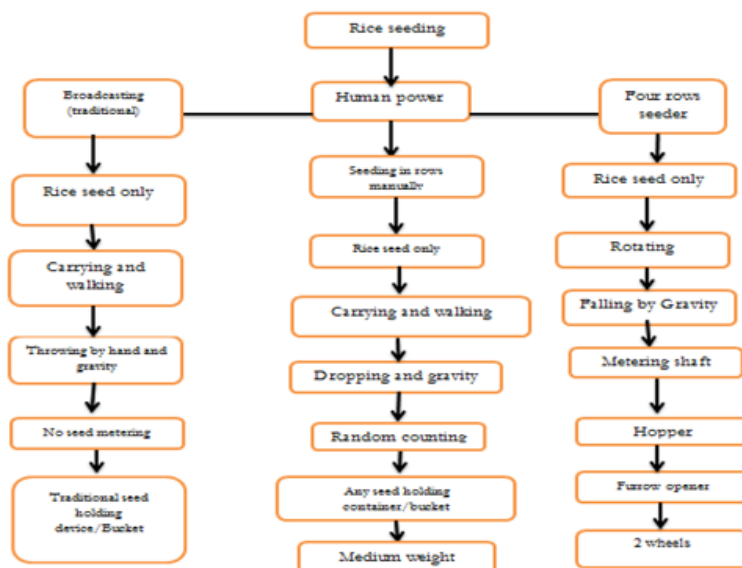 Rice seeding
Broadcasting
(traditional)
Human power
Four rows
seeder
Rice seed only
Seeding in rows
manually
Rice seed only
Carrying and
walking
Rice seed only
Rotating
Throwing by hand and
gravity
Carrying and walking
Falling by Gravity
Dropping and gravity
Metering shaft
No seed metering
Random counting
Hopper
Traditional seed
holding
device/Bucket
Any seed holding
container/bucket
Furrow opener
Medium weight
2 wheels